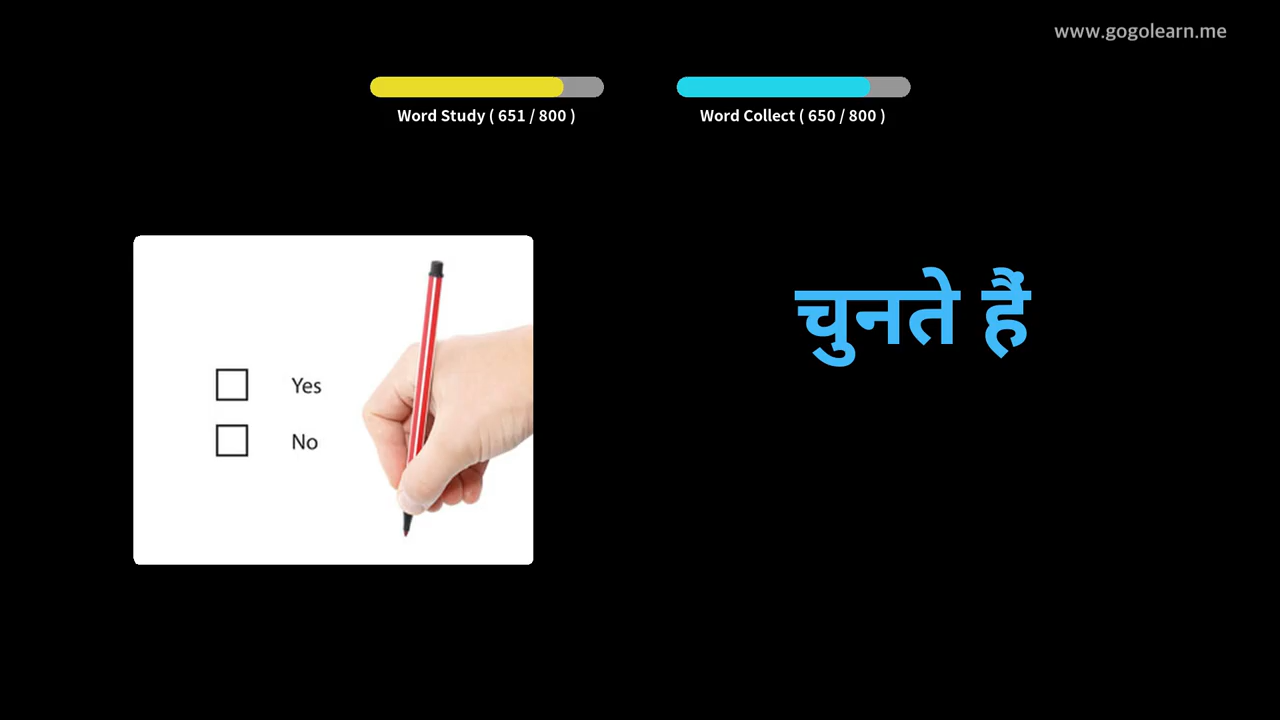 www.gogolearn.me
Word Study ( 651 / 800 )
Word Collect ( 650 / 800 )
चुनते हैं
Yes
No